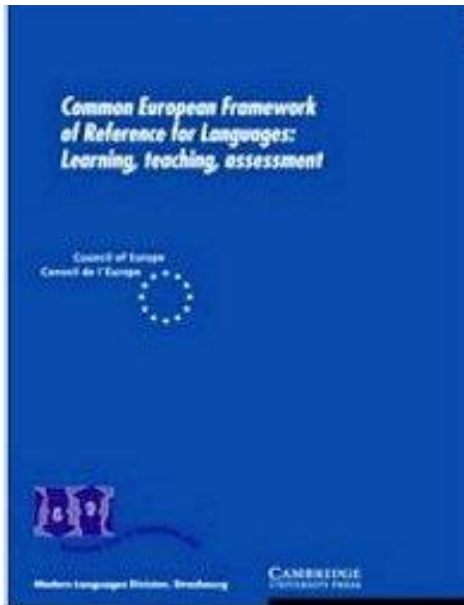 Common European Framework
of Reference for Languages:
Learning, teaching, assessment
Council of Europe
Conseil de l'Europe
Modern Languages Division, Strasbourg
CAMBRIDGE
UNIVERSITY PRESS